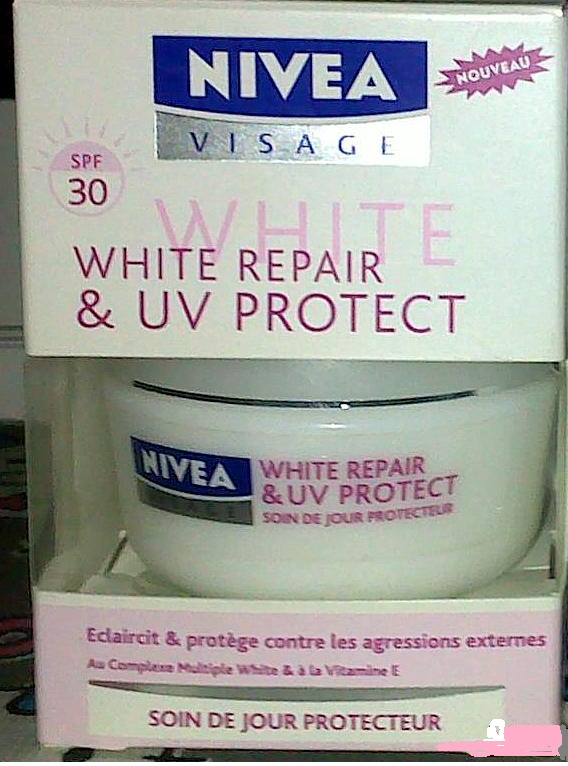 NIVEA
NOUVEAU
VISAGE
SPF
30
WHITE
WHITE REPAIR
& UV PROTECT
NIVEA
VISAGE
WHITE REPAIR
& UV PROTECT
SOIN DE JOUR PROTECTEUR
Eclaircit & protège contre les agressions externes
Au Complexe Multiple White & à la Vitamine E
SOIN DE JOUR PROTECTEUR